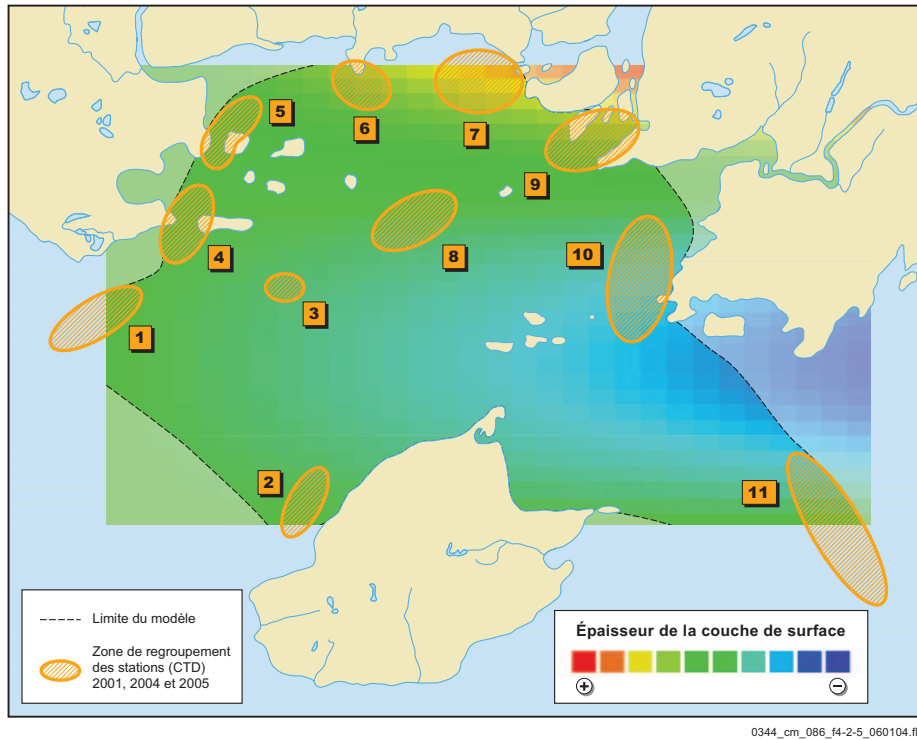 5
6
7
9
4
8
10
3
1
2
11
Limite du modèle
Zone de regroupement
des stations (CTD)
2001, 2004 et 2005
Épaisseur de la couche de surface
+ −
0344_cm_086_f4-2-5_060104.f